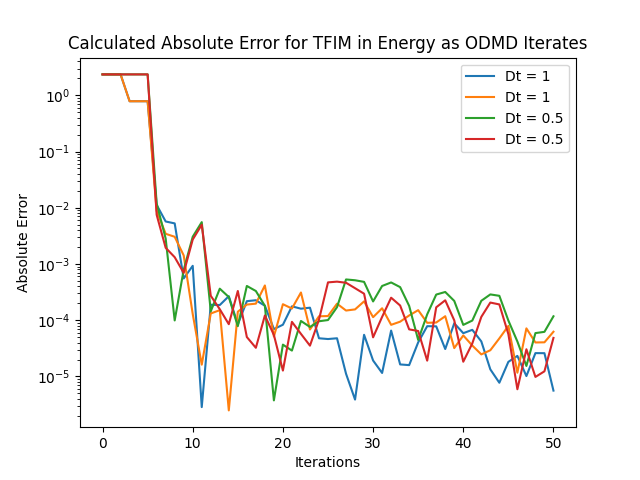 Calculated Absolute Error for TFIM in Energy as ODMD Iterates
Dt = 1
Dt = 1
Dt = 0.5
Dt = 0.5
10⁰
10⁻¹
10⁻²
10⁻³
10⁻⁴
10⁻⁵
Absolute Error
0 10 20 30 40 50
Iterations